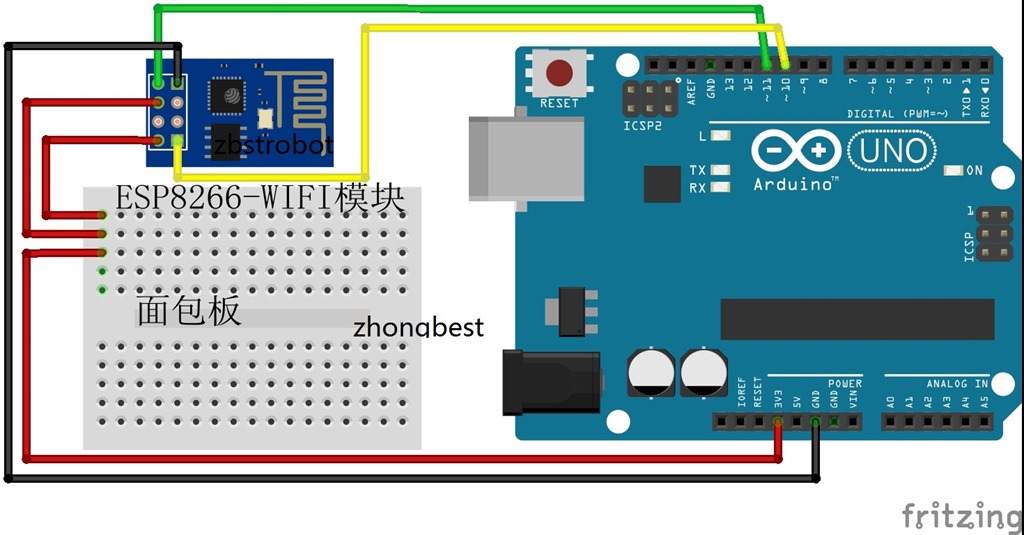 zbstrobot
ESP8266-WIFI模块
面包板
zhongbest
RESET
ICSP2
AREF
GND
13
12
~11
~10
~9
8
7
~6
~5
4
~3
2
TX0▶1
RX0◀0
DIGITAL (PWM=~)
L
TX
RX
Arduino™
UNO
ON
1
ICSP
IOREF
RESET
3V3
5V
GND
GND
VIN
POWER
ANALOG IN
A0
A1
A2
A3
A4
A5
fritzing